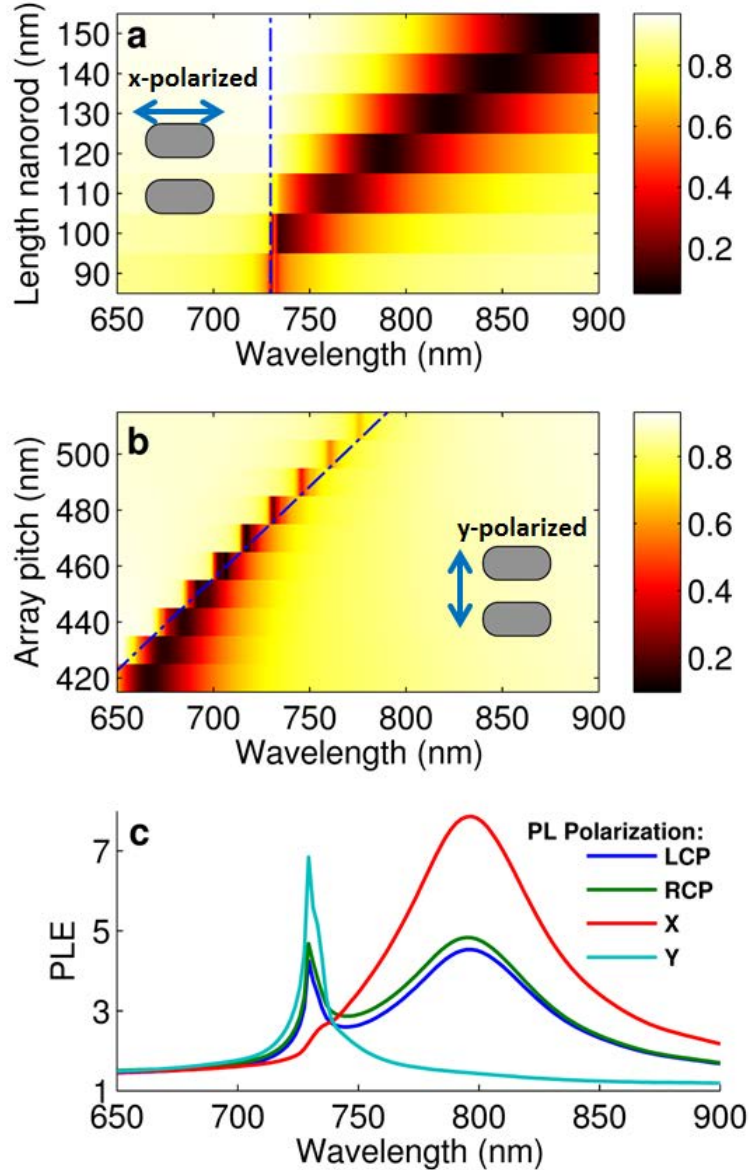 a
x-polarized
Length nanorod (nm)
150
140
130
120
110
100
90
650 700 750 800 850 900
Wavelength (nm)
0.8
0.6
0.4
0.2
b
y-polarized
Array pitch (nm)
500
480
460
440
420
650 700 750 800 850 900
Wavelength (nm)
0.8
0.6
0.4
0.2
c
PL Polarization:
LCP
RCP
X
Y
PLE
7
5
3
1
650 700 750 800 850 900
Wavelength (nm)